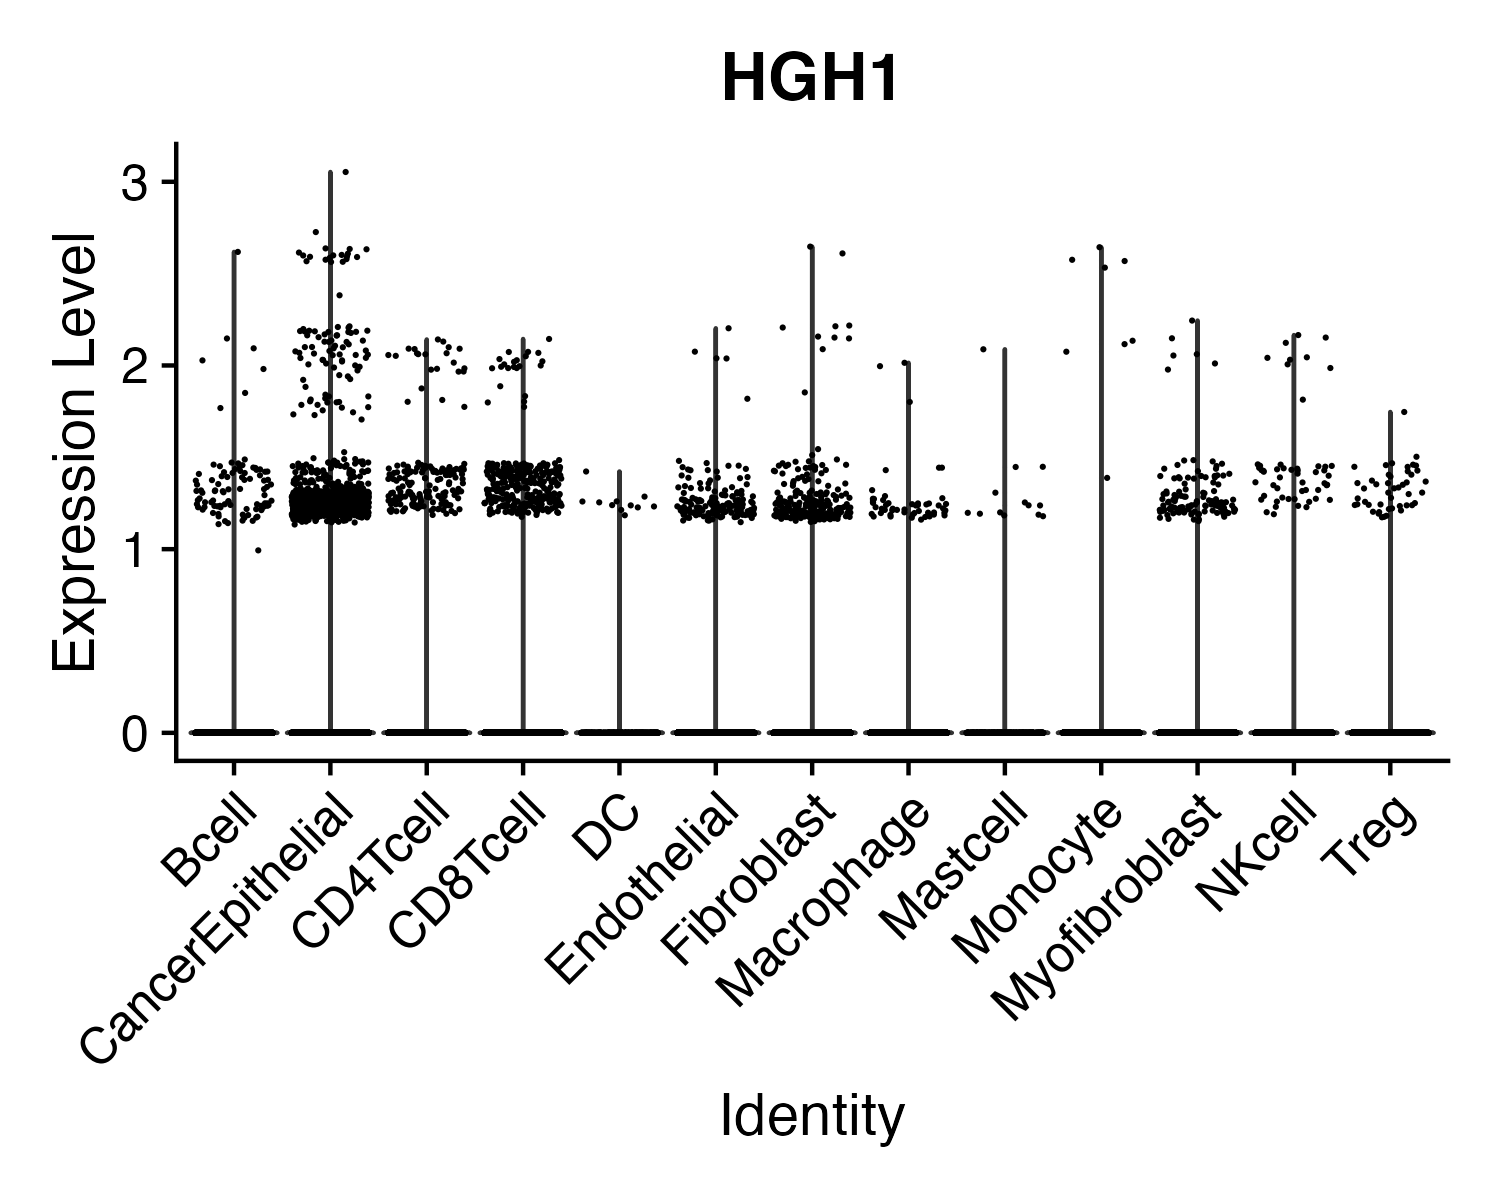 HGH1
Expression Level
3
2
1
0
Bcell
CancerEpithelial
CD4Tcell
CD8Tcell
DC
Endothelial
Fibroblast
Macrophage
Mastcell
Monocyte
Myofibroblast
NKcell
Treg
Identity